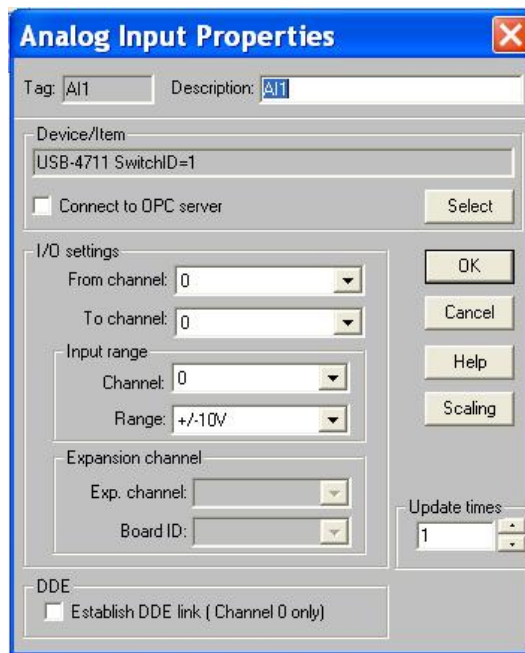 Analog Input Properties
Tag: AI1 Description: AI1
Device/Item
USB-4711 SwitchID=1
Connect to OPC server Select
I/O settings
From channel: 0
To channel: 0
Input range
Channel: 0
Range: +/-10V
Expansion channel
Exp. channel:
Board ID:
OK
Cancel
Help
Scaling
Update times
1
DDE
Establish DDE link ( Channel 0 only)